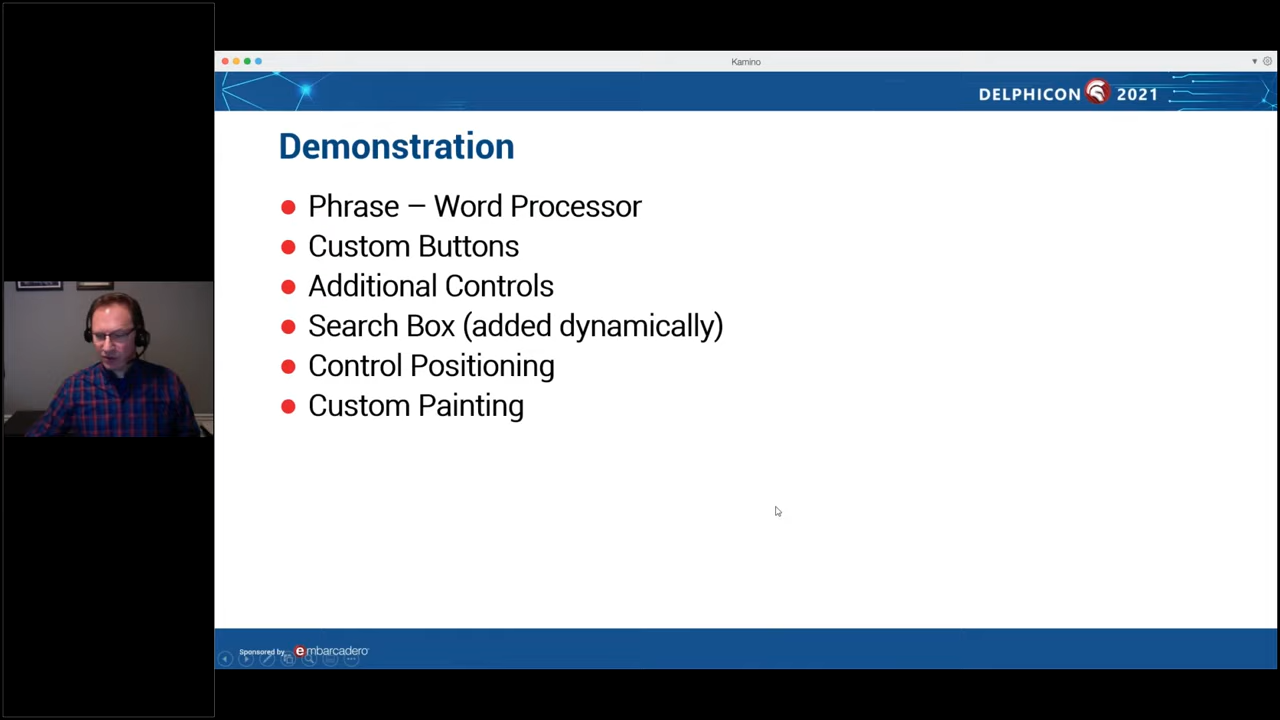 Kamino
DELPHICON 2021
Demonstration
Phrase – Word Processor
Custom Buttons
Additional Controls
Search Box (added dynamically)
Control Positioning
Custom Painting
Sponsored by embarcadero